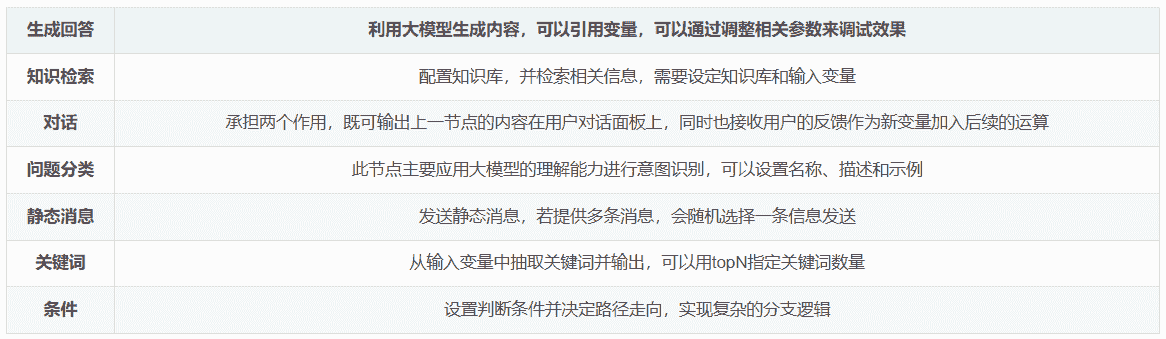 生成回答 利用大模型生成内容，可以引用变量，可以通过调整相关参数来调试效果
知识检索 配置知识库，并检索相关信息，需要设定知识库和输入变量
对话 承担两个作用，既可输出上一节点的内容在用户对话面板上，同时也接收用户的反馈作为新变量加入后续的运算
问题分类 此节点主要应用大模型的理解能力进行意图识别，可以设置名称、描述和示例
静态消息 发送静态消息，若提供多条消息，会随机选择一条信息发送
关键词 从输入变量中抽取关键词并输出，可以用topN指定关键词数量
条件 设置判断条件并决定路径走向，实现复杂的分支逻辑